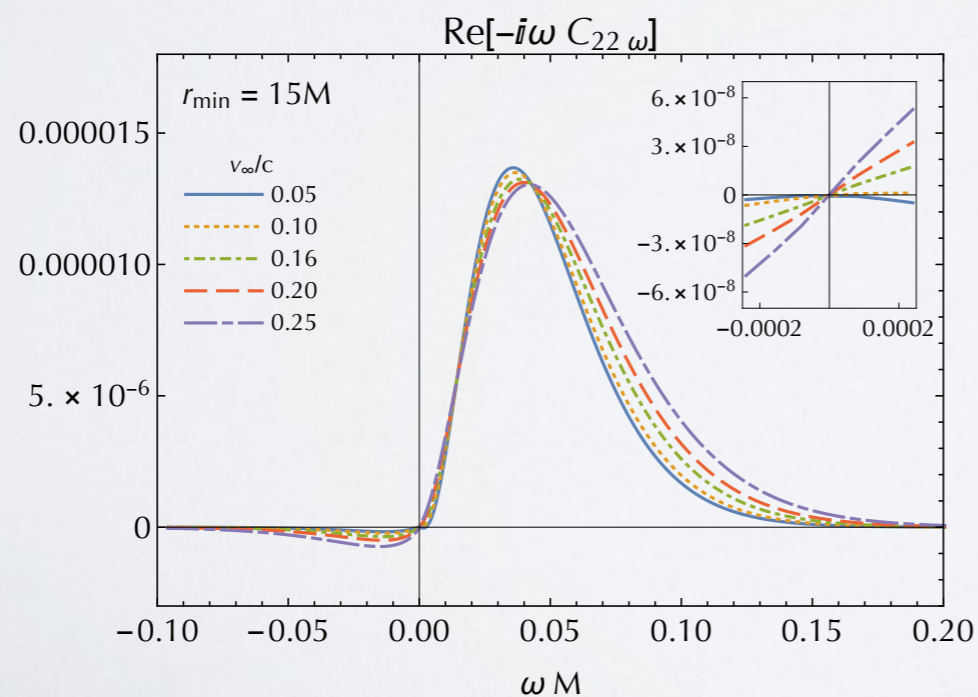 Re[−iω C₂₂ ω]
r_min = 15M
v∞/c
0.05
0.10
0.16
0.20
0.25
0.000015
0.000010
5. × 10⁻⁶
0
−0.10 −0.05 0.00 0.05 0.10 0.15 0.20
ω M
6. × 10⁻⁸
3. × 10⁻⁸
0
−3. × 10⁻⁸
−6. × 10⁻⁸
−0.0002 0.0002